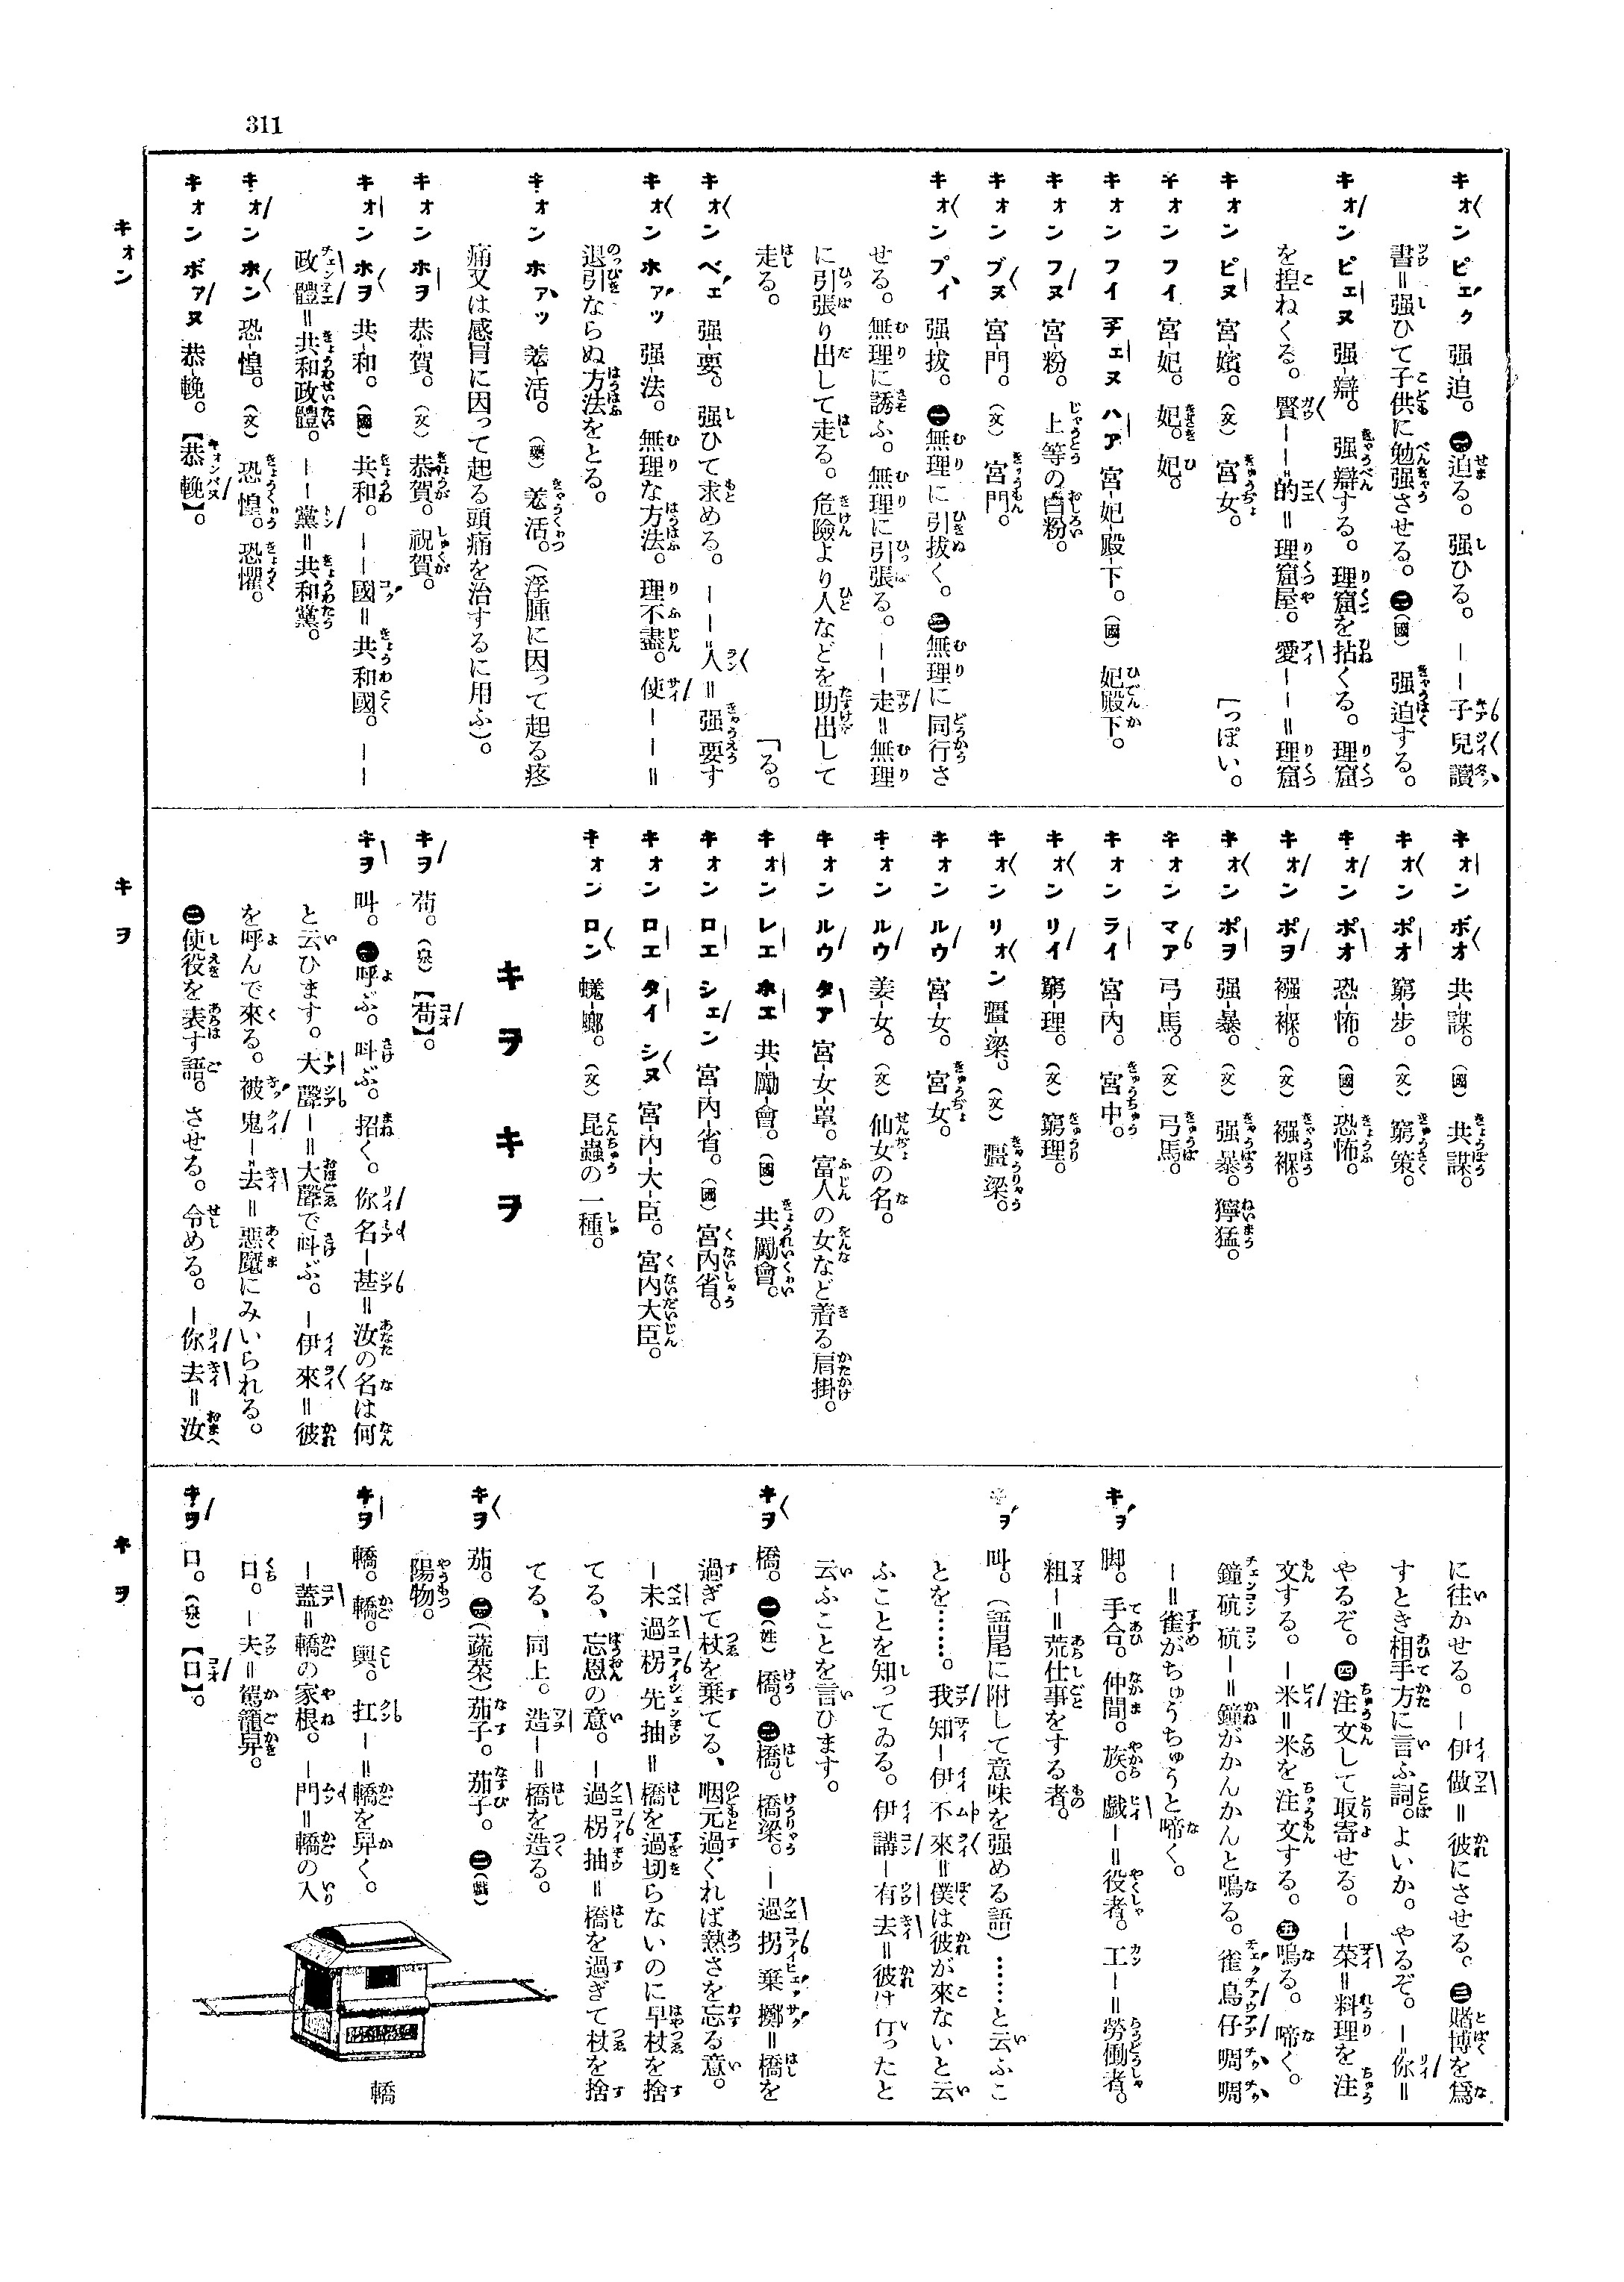 311
キオン ピエク 强-迫。㊀迫る。强ひる。――子兒讀
書＝强ひて子供に勉强させる。㊁(國) 强迫する。
キオン ピエヌ 强-辯。强辯する。理窟を拈くる。理窟
を揑ねくる。賢――的＝理窟屋。愛――＝理窟
「っぽい。
キオン ピヌ 宮-嬪。(文) 宮女。
キオン フイ 宮-妃。妃。妃。
キオン フイ チエヌ ハア 宮-妃殿-下。(國) 妃殿下。
キオン フヌ 宮-粉。上等の白粉。
キオン ブヌ 宮-門。(文) 宮門。
キオン プイ 强-拔。㊀無理に引拔く。㊁無理に同行さ
せる。無理に誘ふ。無理に引張る。――走＝無理
に引張り出して走る。危險より人などを助出して
走る。
「る。
キオン ベエ 强-要。强ひて求める。――人＝强要す
キオン ホアッ 强-法。無理な方法。理不盡。使――＝
退引ならぬ方法をとる。
キオン ホアッ 羗-活。(藥) 羗活。(浮腫に因って起る疼
痛又は感冒に因って起る頭痛を治するに用ふ)。
キオン ホヲ 恭-賀。(文) 恭賀。祝賀。
キオン ホヲ 共-和。(國) 共和。――國＝共和國。――
政體＝共和政體。――黨＝共和黨。
キオン ホン 恐-惶。(文) 恐惶。恐懼。
キオン ボアヌ 恭-輓。【恭輓】。
キオン
キオン ボオ 共-謀。(國) 共謀。
キオン ポオ 窮-步。(文) 窮策。
キオン ポオ 恐-怖。(國) 恐怖。
キオン ポヲ 襁-褓。(文) 襁褓。
キオン ポヲ 强-暴。(文) 强暴。獰猛。
キオン マア 弓-馬。(文) 弓馬。
キオン ライ 宮-內。宮中。
キオン リイ 窮-理。(文) 窮理。
キオン リオン 彊-梁。(文) 彊梁。
キオン ルウ 宮-女。宮女。
キオン ルウ 姜-女。(文) 仙女の名。
キオン ルウ タア 宮-女-罩。富人の女など着る肩掛。
キオン レエ ホエ 共-勵-會。(國) 共勵會。
キオン ロエ シエン 宮-內-省。(國) 宮內省。
キオン ロエ タイ シヌ 宮-內-大-臣。宮內大臣。
キオン ロン 蜣-螂。(文) 昆蟲の一種。
キヲ キヲ
キヲ 荷。(泉)【荷】。
キヲ 叫。㊀呼ぶ。叫ぶ。招く。你名―甚＝汝の名は何
と云ひます。大聲―＝大聲で叫ぶ。―伊來＝彼
を呼んで來る。被鬼―去＝惡魔にみいられる。
㊁使役を表す語。させる。令める。―你去＝汝
キヲ
に往かせる。―伊做＝彼にさせる。㊂賭博を爲
すとき相手方に言ふ詞。よいか。やるぞ。―你＝
やるぞ。㊃注文して取寄せる。―菜＝料理を注
文する。―米＝米を注文する。㊄鳴る。啼く。
鐘硿硿―＝鐘がかんかんと鳴る。雀鳥仔啁啁
―＝雀がちゅうちゅうと啼く。
キヲ 脚。手合。仲間。族。戲―＝役者。工―＝勞働者。
粗―＝荒仕事をする者。
キヲ 叫。(語尾に附して意味を强める語)……と云ふこ
とを……。我知―伊不來＝僕は彼が來ないと云
ふことを知ってゐる。伊講―有去＝彼は行ったと
云ふことを言ひます。
キヲ 橋。㊀(姓) 橋。㊁橋。橋梁。―過拐棄擲＝橋を
過ぎて杖を棄てる、咽元過ぐれば熱さを忘る意。
―未過柺先抽＝橋を過切らないのに早杖を捨
てる、忘恩の意。―過柺抽＝橋を過ぎて杖を捨
てる、同上。造―＝橋を造る。
キヲ 茄。㊀(蔬菜) 茄子。茄子。㊁(戲)
陽物。
キヲ 轎。轎。輿。扛―＝轎を舁く。
―蓋＝轎の家根。―門＝轎の入
口。―夫＝駕籠舁。
キヲ 口。(泉)【口】。
轎
キヲ